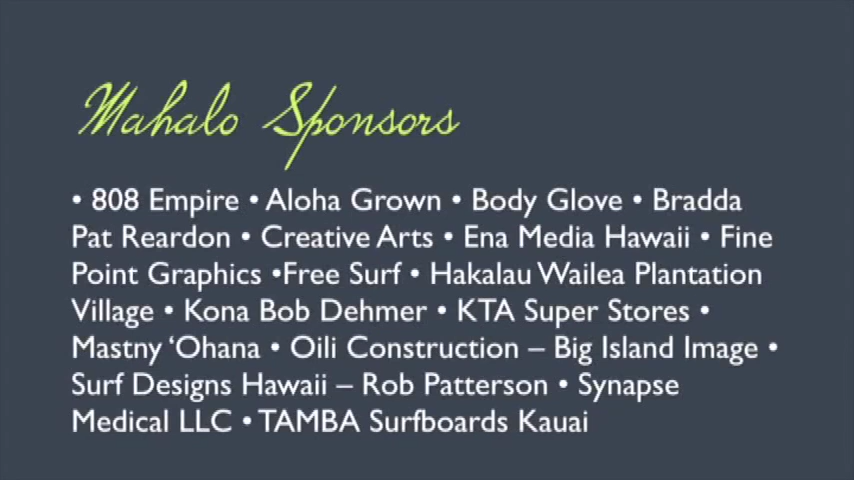 Mahalo Sponsors
• 808 Empire • Aloha Grown • Body Glove • Bradda
Pat Reardon • Creative Arts • Ena Media Hawaii • Fine
Point Graphics •Free Surf • Hakalau Wailea Plantation
Village • Kona Bob Dehmer • KTA Super Stores •
Mastny ‘Ohana • Oili Construction – Big Island Image •
Surf Designs Hawaii – Rob Patterson • Synapse
Medical LLC • TAMBA Surfboards Kauai